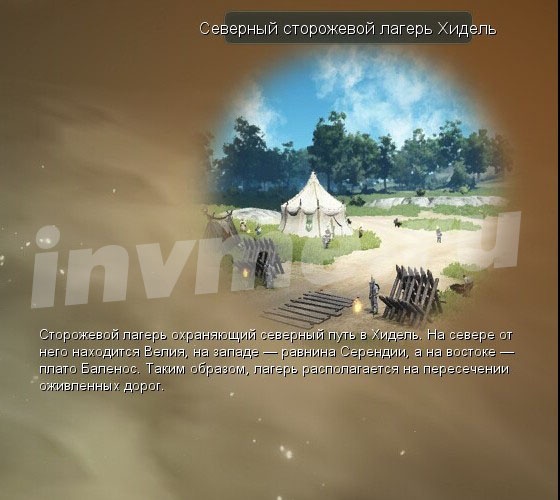 Северный сторожевой лагерь Хидель
Сторожевой лагерь охраняющий северный путь в Хидель. На севере от
него находится Велия, на западе — равнина Серендии, а на востоке —
плато Баленос. Таким образом, лагерь располагается на пересечении
оживленных дорог.